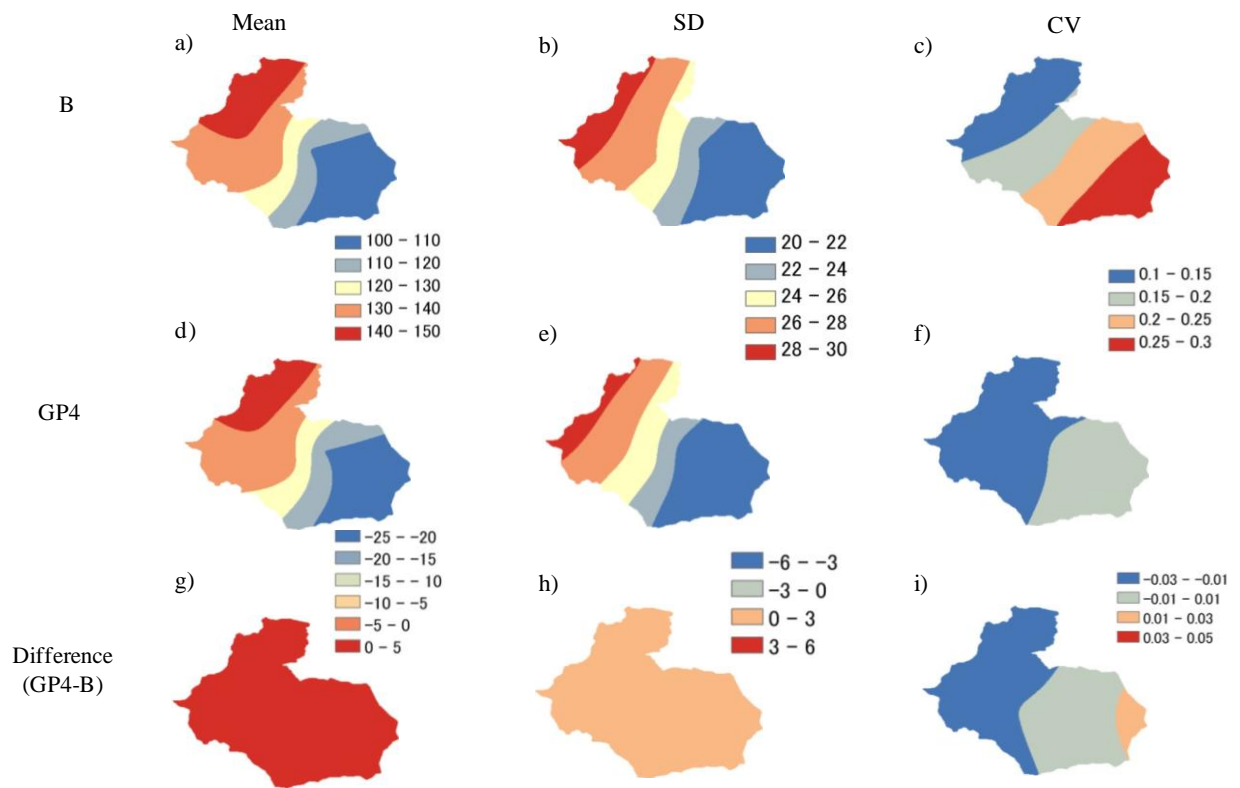 Mean
SD
CV
a)
b)
c)
B
100 - 110
110 - 120
120 - 130
130 - 140
140 - 150
20 - 22
22 - 24
24 - 26
26 - 28
28 - 30
0.1 - 0.15
0.15 - 0.2
0.2 - 0.25
0.25 - 0.3
d)
e)
f)
GP4
-25 - -20
-20 - -15
-15 - - 10
-10 - -5
-5 - 0
0 - 5
-6 - -3
-3 - 0
0 - 3
3 - 6
-0.03 - -0.01
-0.01 - 0.01
0.01 - 0.03
0.03 - 0.05
g)
h)
i)
Difference
(GP4-B)